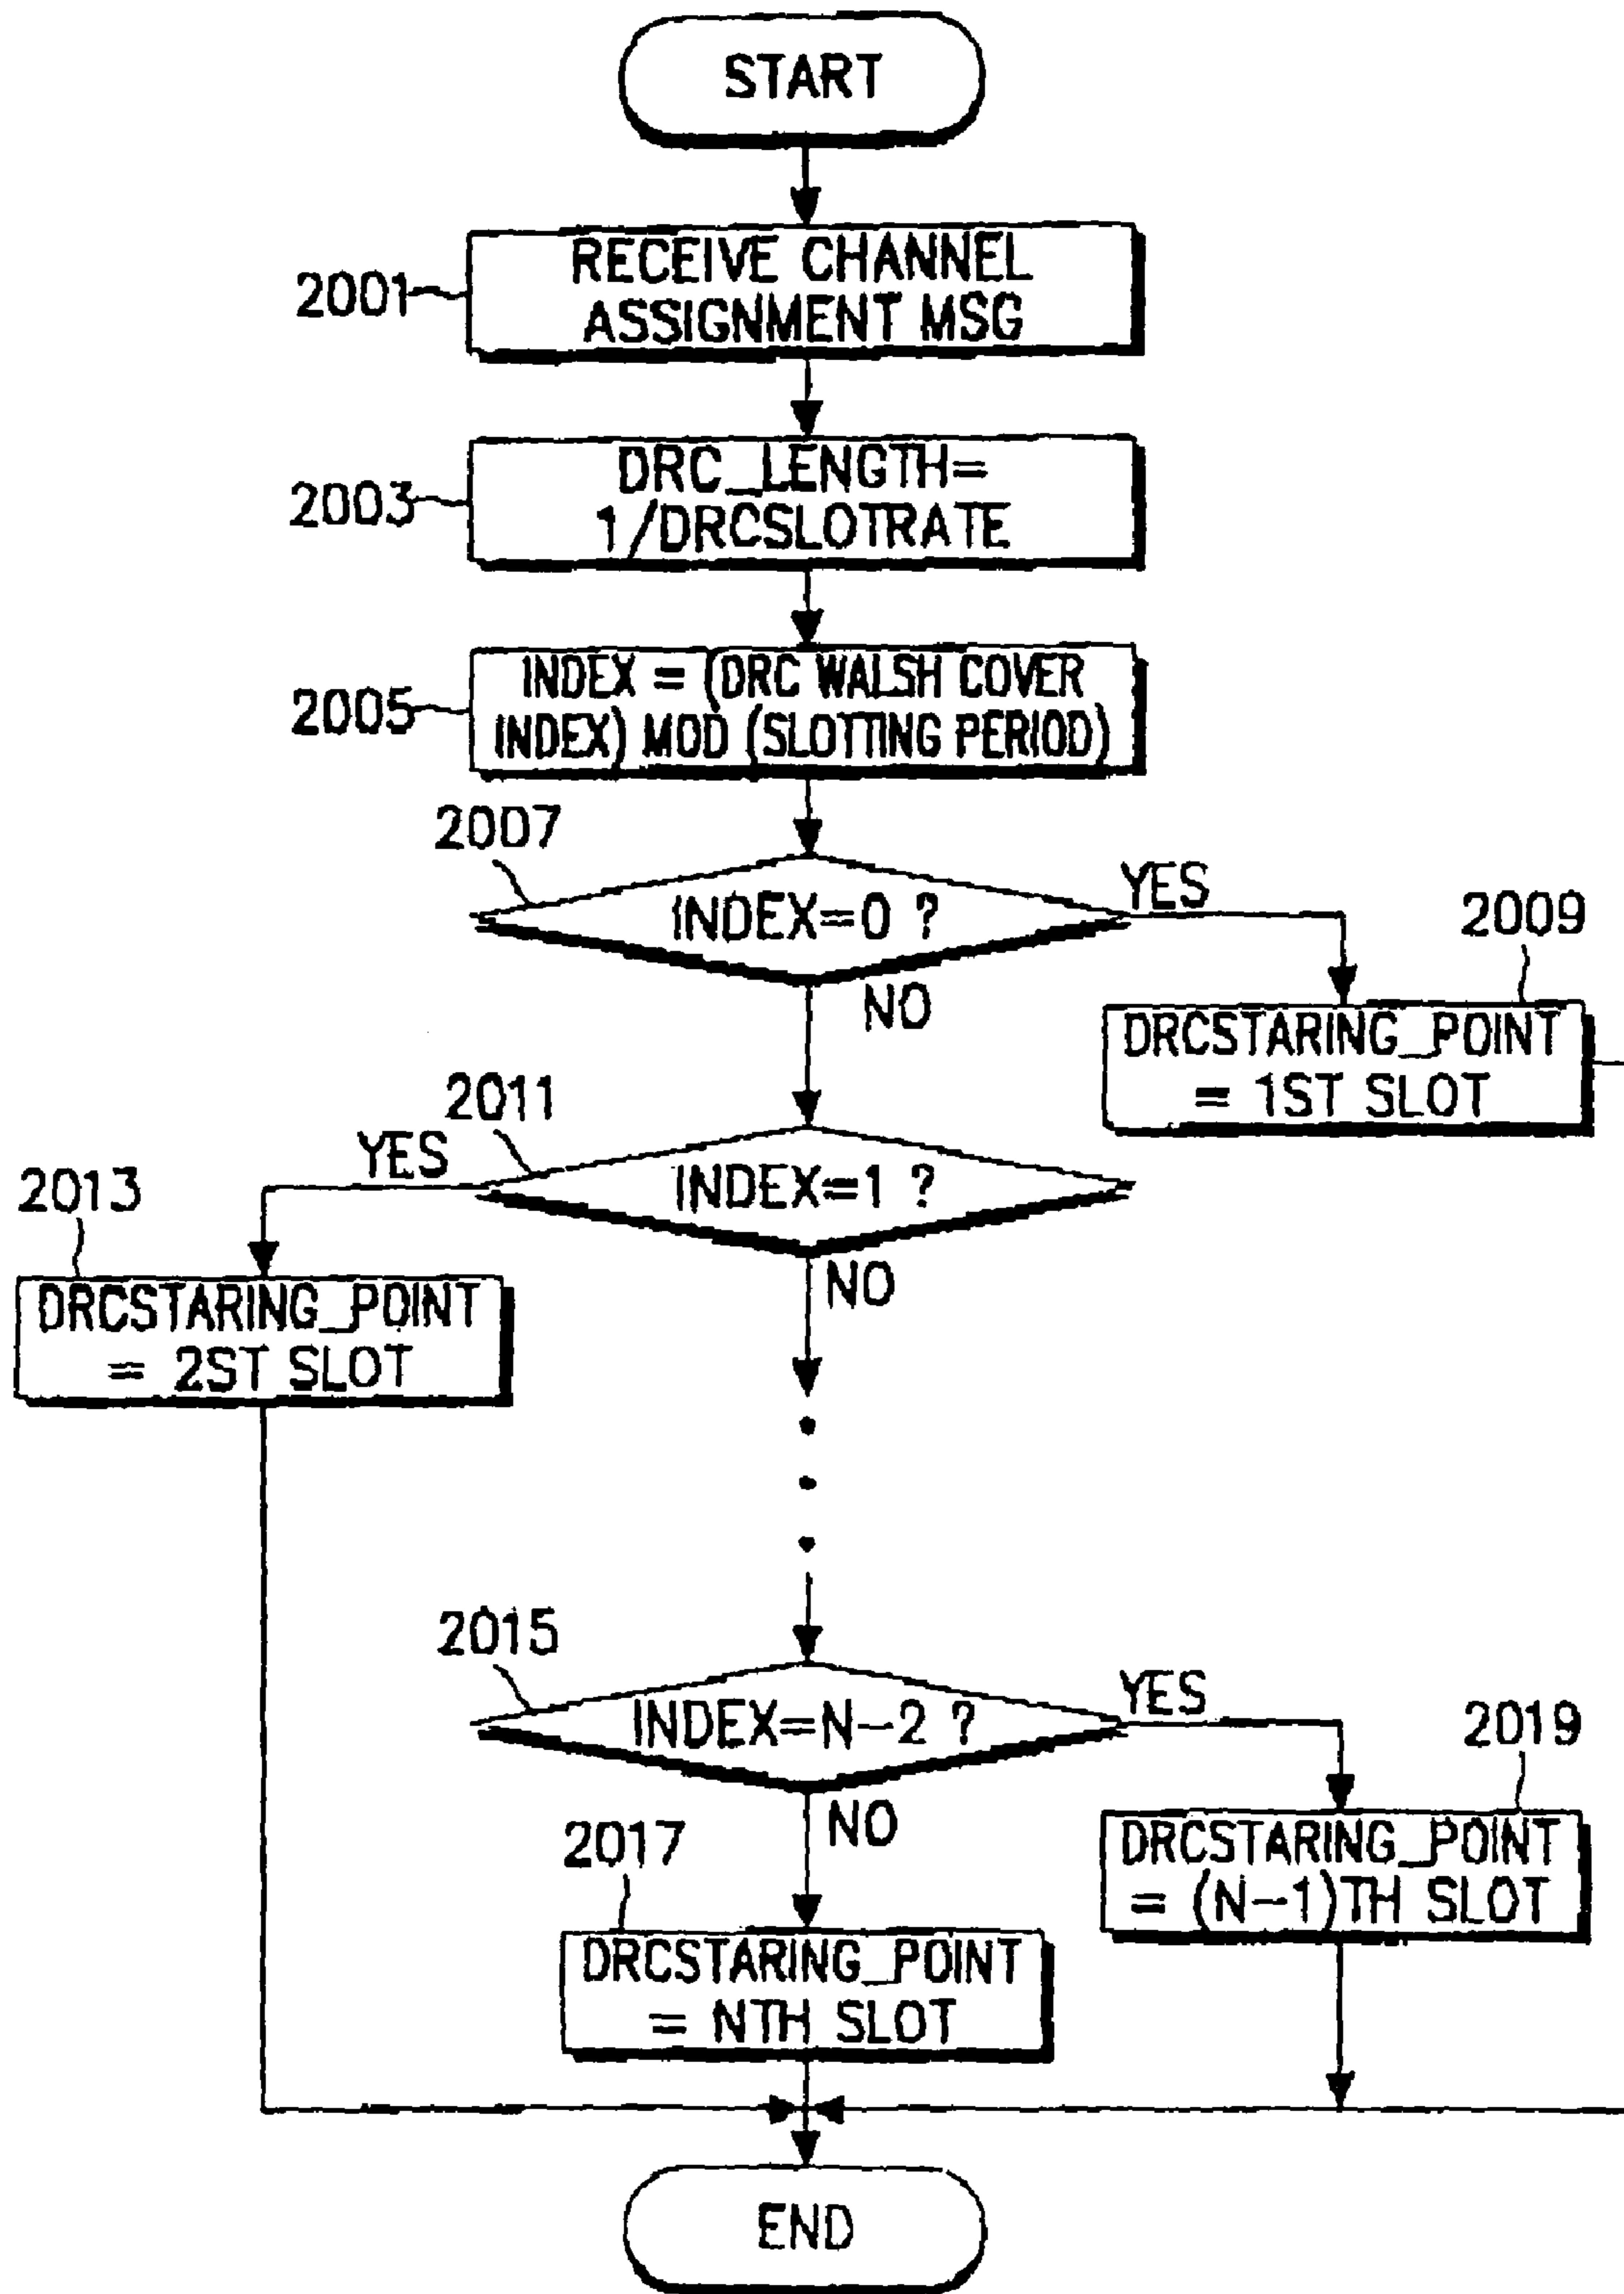 START
2001
RECEIVE CHANNEL
ASSIGNMENT MSG
2003
DRC_LENGTH=
1/DRCSLOTRATE
2005
INDEX = (DRC WALSH COVER
INDEX) MOD (SLOTTING PERIOD)
2007
INDEX=0 ?
YES
NO
2009
DRCSTARING_POINT
= 1ST SLOT
2011
INDEX=1 ?
YES
NO
2013
DRCSTARING_POINT
= 2ST SLOT
2015
INDEX=N-2 ?
YES
NO
2019
DRCSTARING_POINT
= (N-1)TH SLOT
2017
DRCSTARING_POINT
= NTH SLOT
END